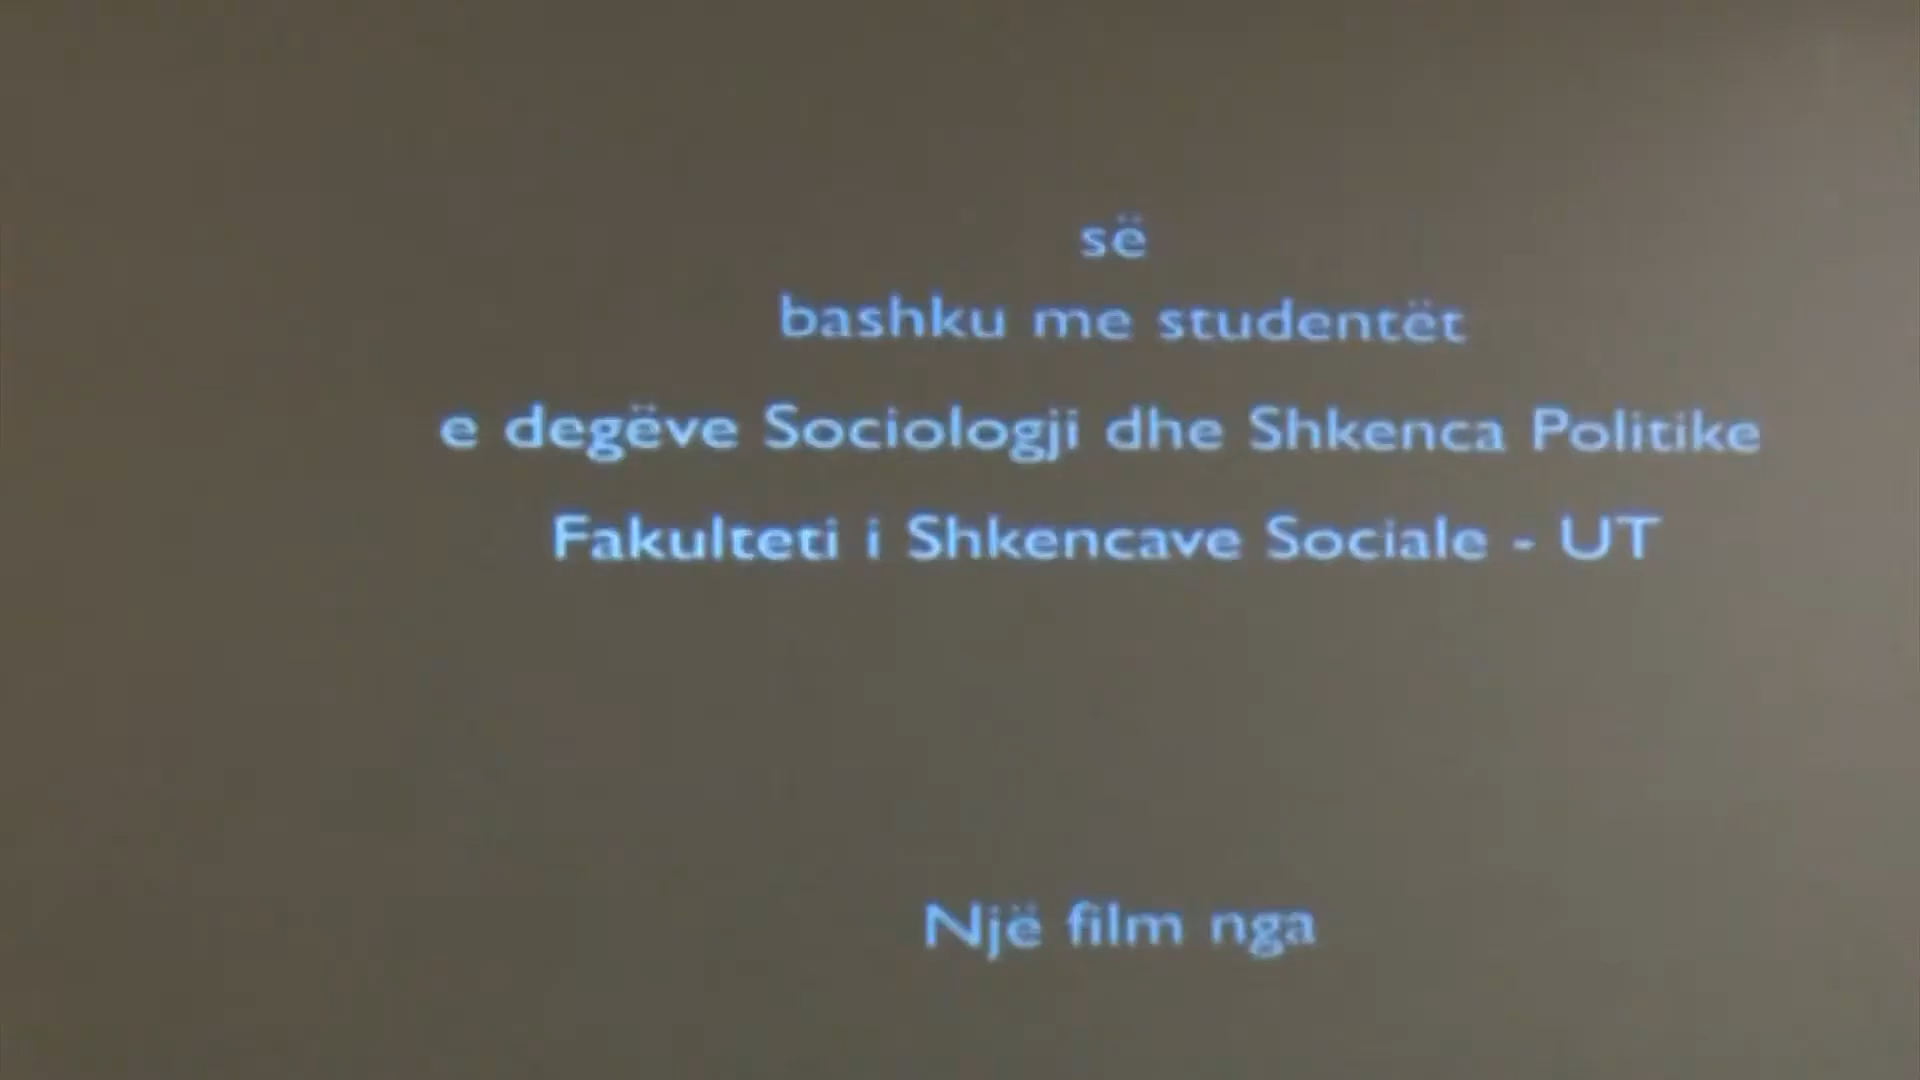 së
bashku me studentët
e degëve Sociologji dhe Shkenca Politike
Fakulteti i Shkencave Sociale - UT
Një film nga